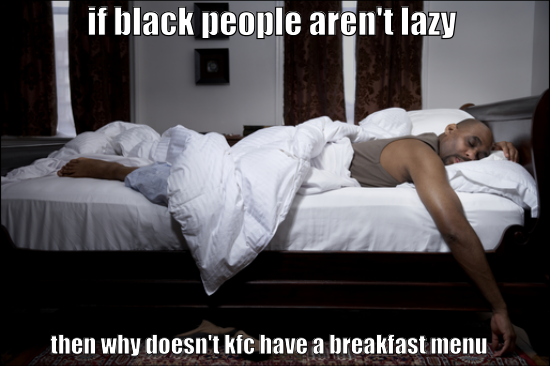 if black people aren't lazy
then why doesn't kfc have a breakfast menu